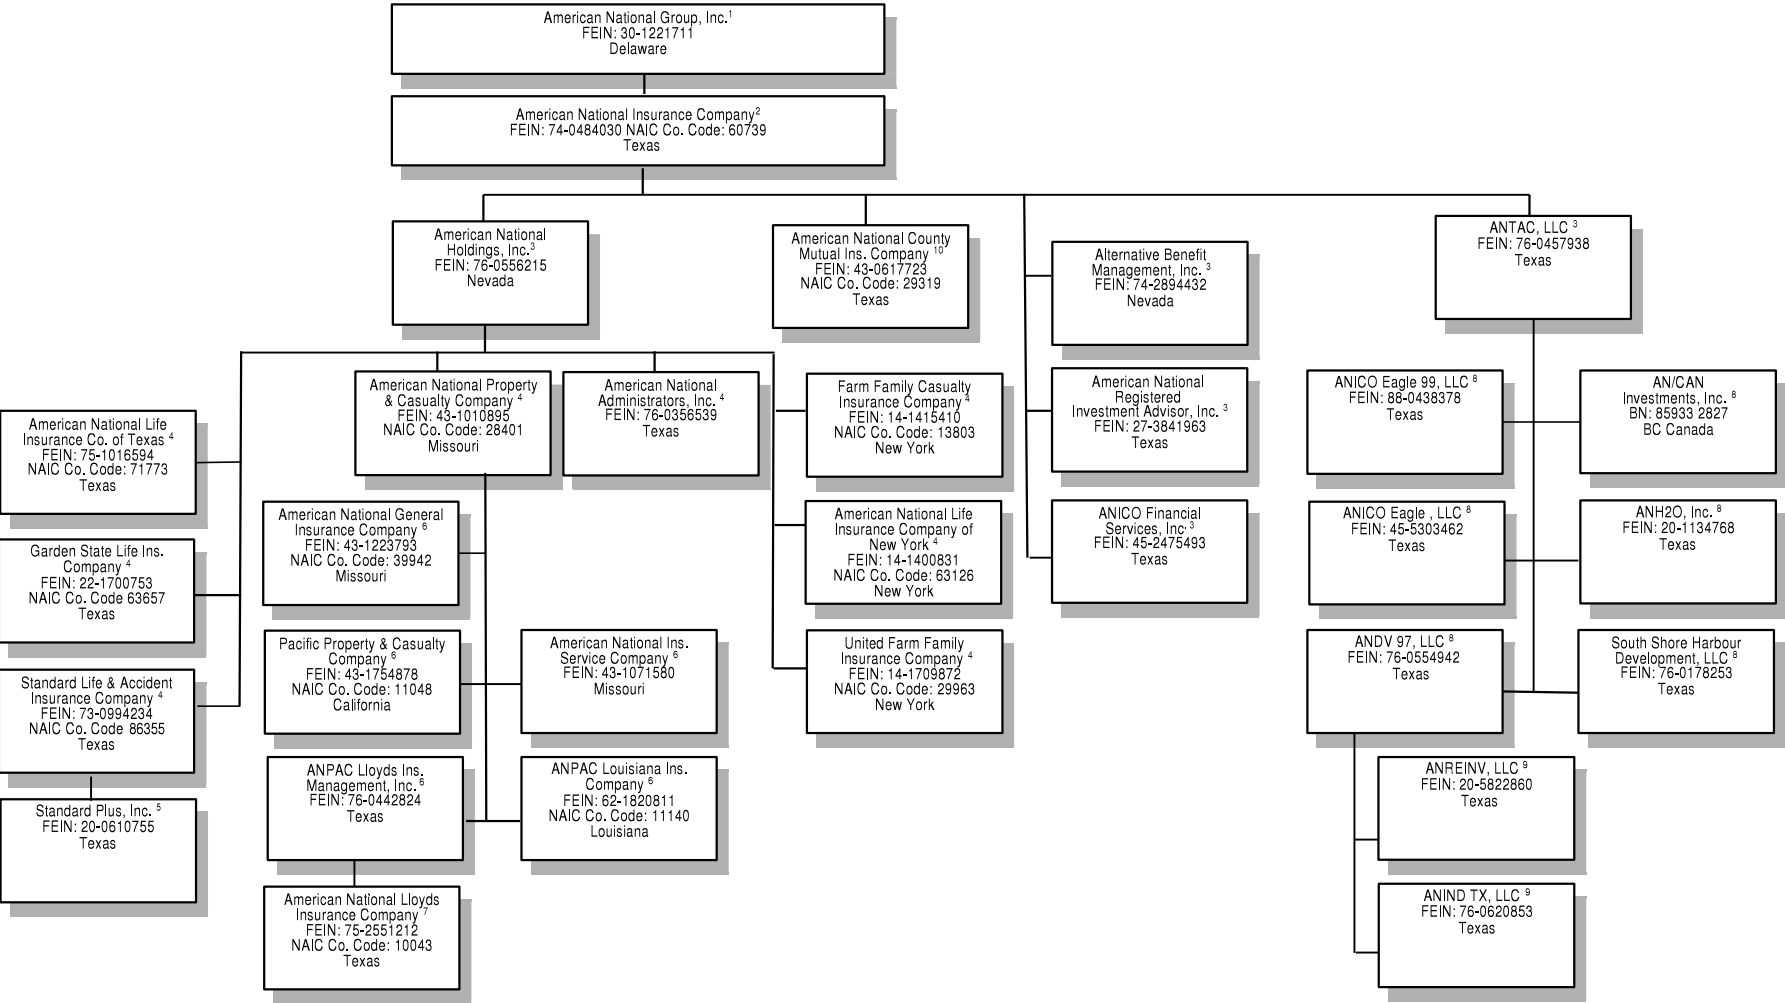 American National Group, Inc.1
FEIN: 30-1221711
Delaware
American National Insurance Company2
FEIN: 74-0484030 NAIC Co. Code: 60739
Texas
American National
Holdings, Inc.3
FEIN: 76-0556215
Nevada
American National County
Mutual Ins. Company 10
FEIN: 43-0617723
NAIC Co. Code: 29319
Texas
Alternative Benefit
Management, Inc. 3
FEIN: 74-2894432
Nevada
ANTAC, LLC 3
FEIN: 76-0457938
Texas
American National Life
Insurance Co. of Texas 4
FEIN: 75-1016594
NAIC Co. Code: 71773
Texas
American National Property
& Casualty Company 4
FEIN: 43-1010895
NAIC Co. Code: 28401
Missouri
American National
Administrators, Inc. 4
FEIN: 76-0356539
Texas
Farm Family Casualty
Insurance Company 4
FEIN: 14-1415410
NAIC Co. Code: 13803
New York
American National
Registered
Investment Advisor, Inc. 3
FEIN: 27-3841963
Texas
ANICO Eagle 99, LLC 8
FEIN: 88-0438378
Texas
AN/CAN
Investments, Inc. 8
BN: 85933 2827
BC Canada
Garden State Life Ins.
Company 4
FEIN: 22-1700753
NAIC Co. Code 63657
Texas
American National General
Insurance Company 6
FEIN: 43-1223793
NAIC Co. Code: 39942
Missouri
American National Life
Insurance Company of
New York 4
FEIN: 14-1400831
NAIC Co. Code: 63126
New York
ANICO Financial
Services, Inc. 3
FEIN: 45-2475493
Texas
ANICO Eagle , LLC 8
FEIN: 45-5303462
Texas
ANH2O, Inc. 8
FEIN: 20-1134768
Texas
Standard Life & Accident
Insurance Company 4
FEIN: 73-0994234
NAIC Co. Code 86355
Texas
Pacific Property & Casualty
Company 6
FEIN: 43-1754878
NAIC Co. Code: 11048
California
American National Ins.
Service Company 6
FEIN: 43-1071580
Missouri
United Farm Family
Insurance Company 4
FEIN: 14-1709872
NAIC Co. Code: 29963
New York
ANDV 97, LLC 8
FEIN: 76-0554942
Texas
South Shore Harbour
Development, LLC 8
FEIN: 76-0178253
Texas
Standard Plus, Inc. 5
FEIN: 20-0610755
Texas
ANPAC Lloyds Ins.
Management, Inc. 6
FEIN: 76-0442824
Texas
ANPAC Louisiana Ins.
Company 6
FEIN: 62-1820811
NAIC Co. Code: 11140
Louisiana
ANREINV, LLC 9
FEIN: 20-5822860
Texas
American National Lloyds
Insurance Company 7
FEIN: 75-2551212
NAIC Co. Code: 10043
Texas
ANIND TX, LLC 9
FEIN: 76-0620853
Texas